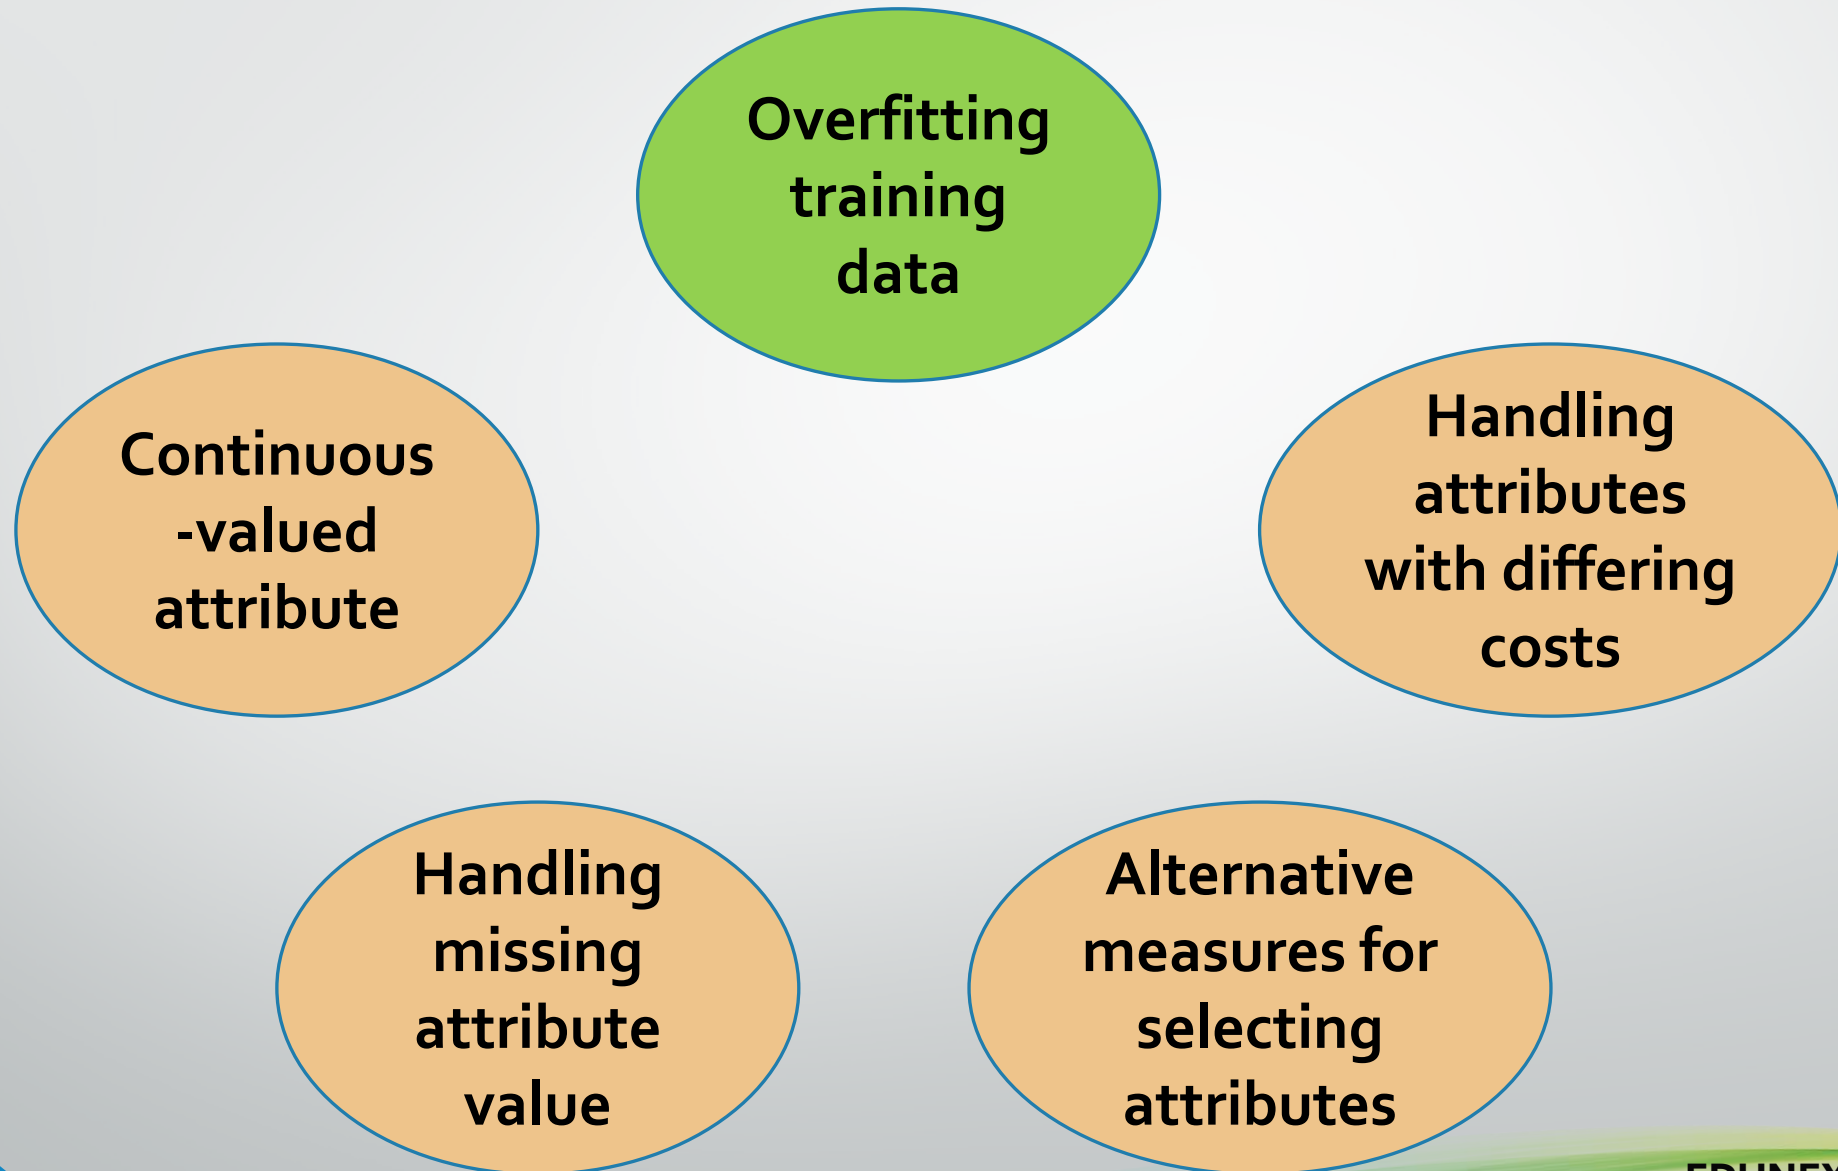 Overfitting
training
data
Continuous
-valued
attribute
Handling
attributes
with differing
costs
Handling
missing
attribute
value
Alternative
measures for
selecting
attributes